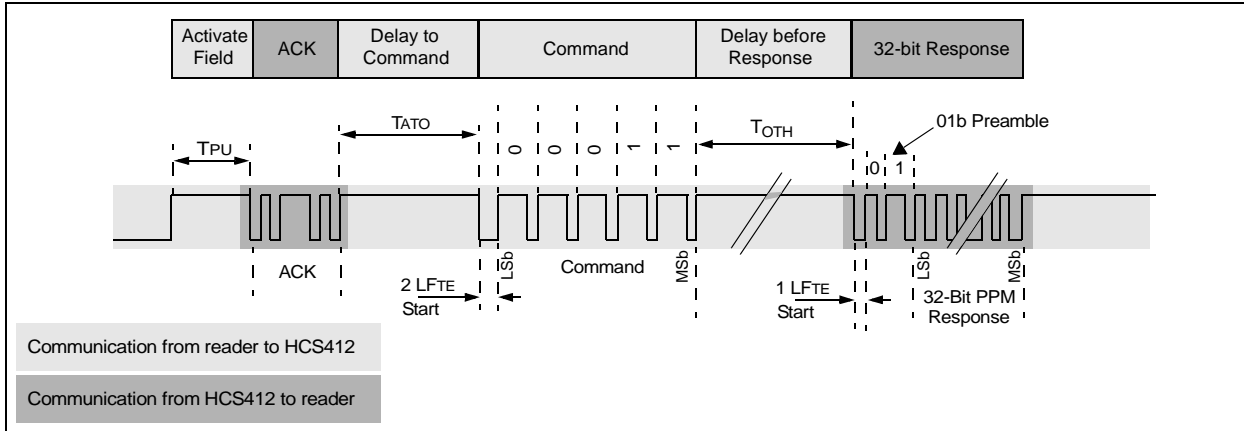 Activate
Field
ACK
Delay to
Command
Command
Delay before
Response
32-bit Response
TPU
TATO
0
0
0
1
1
TOTH
01b Preamble
0 1
ACK
2 LFTE
Start
LSb
Command
MSb
1 LFTE
Start
LSb
MSb
32-Bit PPM
Response
Communication from reader to HCS412
Communication from HCS412 to reader